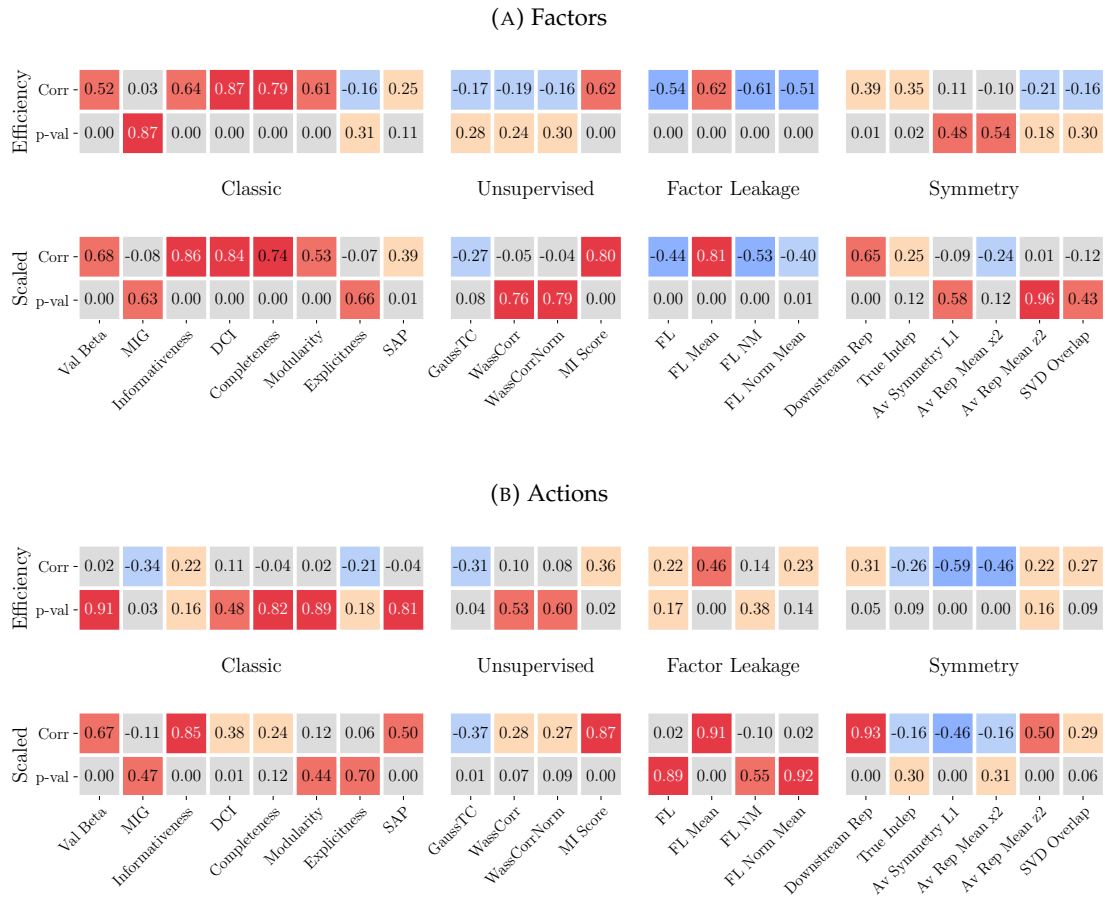 (A) Factors
Efficiency
Corr 0.52 0.03 0.64 0.87 0.79 0.61 -0.16 0.25 -0.17 -0.19 -0.16 0.62 -0.54 0.62 -0.61 -0.51 0.39 0.35 0.11 -0.10 -0.21 -0.16
p-val 0.00 0.87 0.00 0.00 0.00 0.00 0.31 0.11 0.28 0.24 0.30 0.00 0.00 0.00 0.00 0.00 0.01 0.02 0.48 0.54 0.18 0.30
Classic Unsupervised Factor Leakage Symmetry
Scaled
Corr 0.68 -0.08 0.86 0.84 0.74 0.53 -0.07 0.39 -0.27 -0.05 -0.04 0.80 -0.44 0.81 -0.53 -0.40 0.65 0.25 -0.09 -0.24 0.01 -0.12
p-val 0.00 0.63 0.00 0.00 0.00 0.00 0.66 0.01 0.08 0.76 0.79 0.00 0.00 0.00 0.00 0.01 0.00 0.12 0.58 0.12 0.96 0.43
Val Beta MIG Informativeness DCI Completeness Modularity Explicitness SAP GaussTC WassCorr WassCorrNorm MI Score FL FL Mean FL NM FL Norm Mean Downstream Rep True Indep Av Symmetry L1 Av Rep Mean x2 Av Rep Mean z2 SVD Overlap
(B) Actions
Efficiency
Corr 0.02 -0.34 0.22 0.11 -0.04 0.02 -0.21 -0.04 -0.31 0.10 0.08 0.36 0.22 0.46 0.14 0.23 0.31 -0.26 -0.59 -0.46 0.22 0.27
p-val 0.91 0.03 0.16 0.48 0.82 0.89 0.18 0.81 0.04 0.53 0.60 0.02 0.17 0.00 0.38 0.14 0.05 0.09 0.00 0.00 0.16 0.09
Classic Unsupervised Factor Leakage Symmetry
Scaled
Corr 0.67 -0.11 0.85 0.38 0.24 0.12 0.06 0.50 -0.37 0.28 0.27 0.87 0.02 0.91 -0.10 0.02 0.93 -0.16 -0.46 -0.16 0.50 0.29
p-val 0.00 0.47 0.00 0.01 0.12 0.44 0.70 0.00 0.01 0.07 0.09 0.00 0.89 0.00 0.55 0.92 0.00 0.30 0.00 0.31 0.00 0.06
Val Beta MIG Informativeness DCI Completeness Modularity Explicitness SAP GaussTC WassCorr WassCorrNorm MI Score FL FL Mean FL NM FL Norm Mean Downstream Rep True Indep Av Symmetry L1 Av Rep Mean x2 Av Rep Mean z2 SVD Overlap